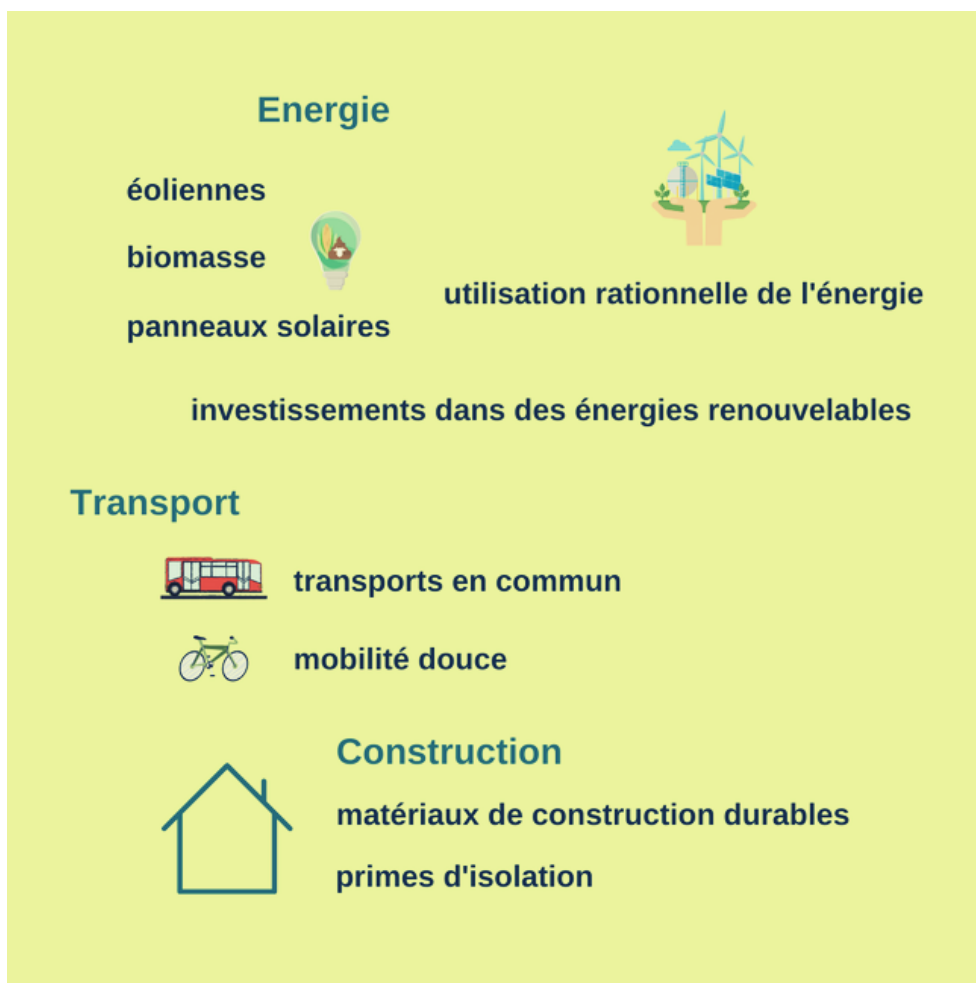 Energie
éoliennes
biomasse
panneaux solaires
utilisation rationnelle de l'énergie
investissements dans des énergies renouvelables
Transport
transports en commun
mobilité douce
Construction
matériaux de construction durables
primes d'isolation